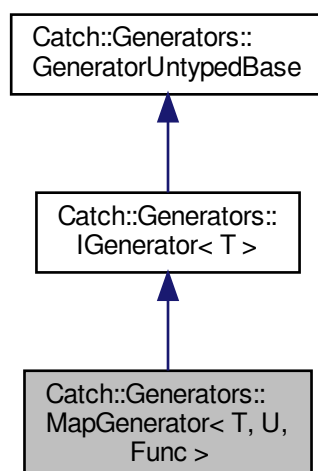 Catch::Generators::
GeneratorUntypedBase
Catch::Generators::
IGenerator< T >
Catch::Generators::
MapGenerator< T, U,
Func >